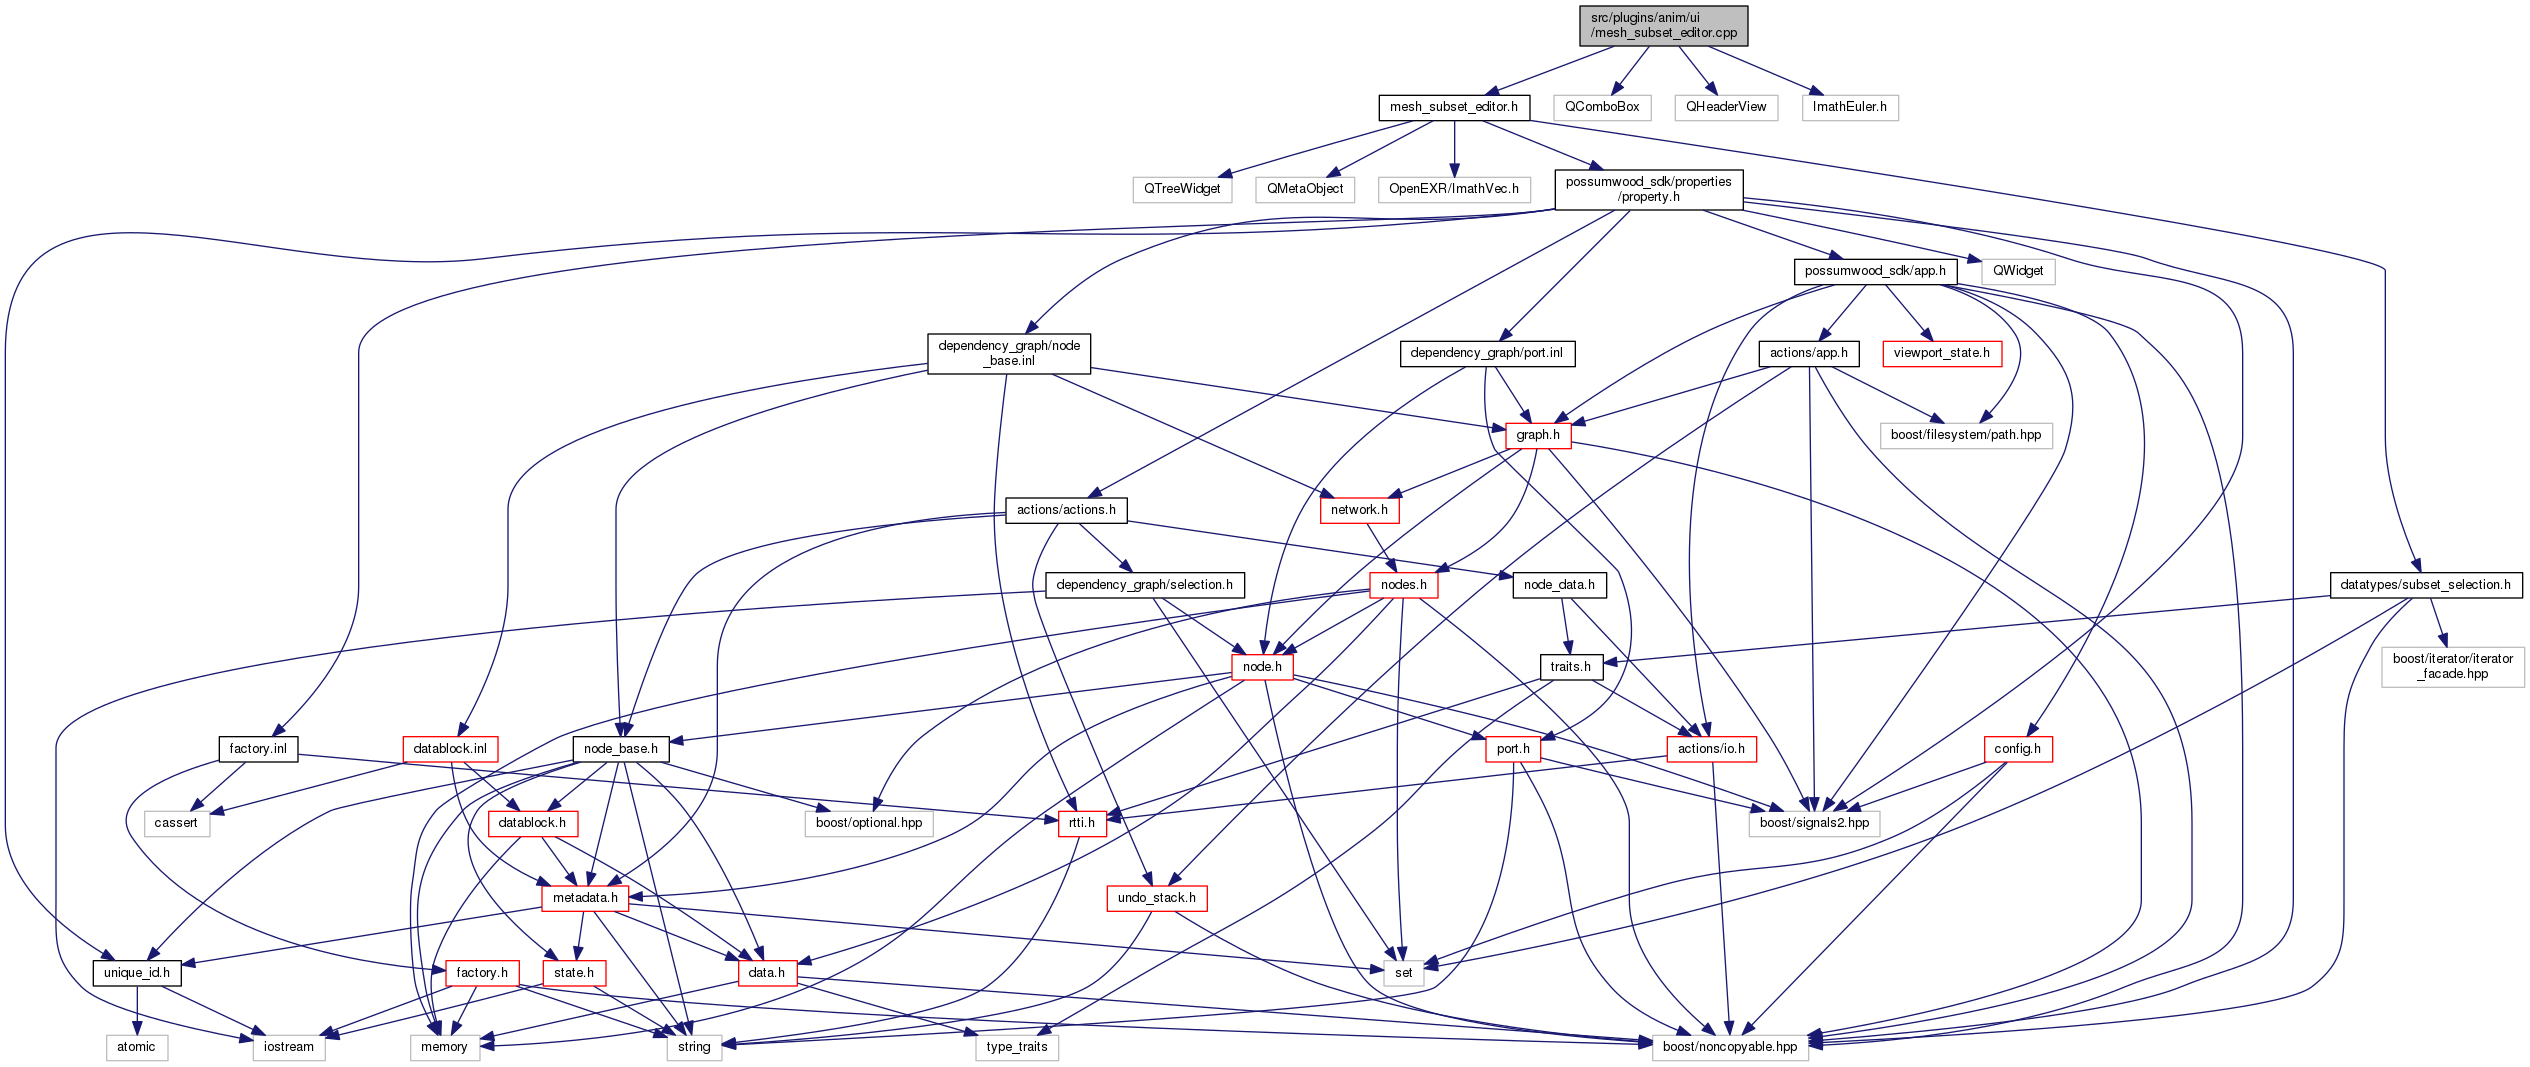 src/plugins/anim/ui
/mesh_subset_editor.cpp
mesh_subset_editor.h
QComboBox
QHeaderView
ImathEuler.h
QTreeWidget
QMetaObject
OpenEXR/ImathVec.h
possumwood_sdk/properties
/property.h
possumwood_sdk/app.h
QWidget
dependency_graph/node
_base.inl
dependency_graph/port.inl
actions/app.h
viewport_state.h
graph.h
boost/filesystem/path.hpp
actions/actions.h
network.h
dependency_graph/selection.h
nodes.h
node_data.h
datatypes/subset_selection.h
node.h
traits.h
boost/iterator/iterator
_facade.hpp
factory.inl
datablock.inl
node_base.h
port.h
actions/io.h
config.h
cassert
datablock.h
boost/optional.hpp
rtti.h
boost/signals2.hpp
metadata.h
undo_stack.h
unique_id.h
factory.h
state.h
data.h
set
atomic
iostream
memory
string
type_traits
boost/noncopyable.hpp